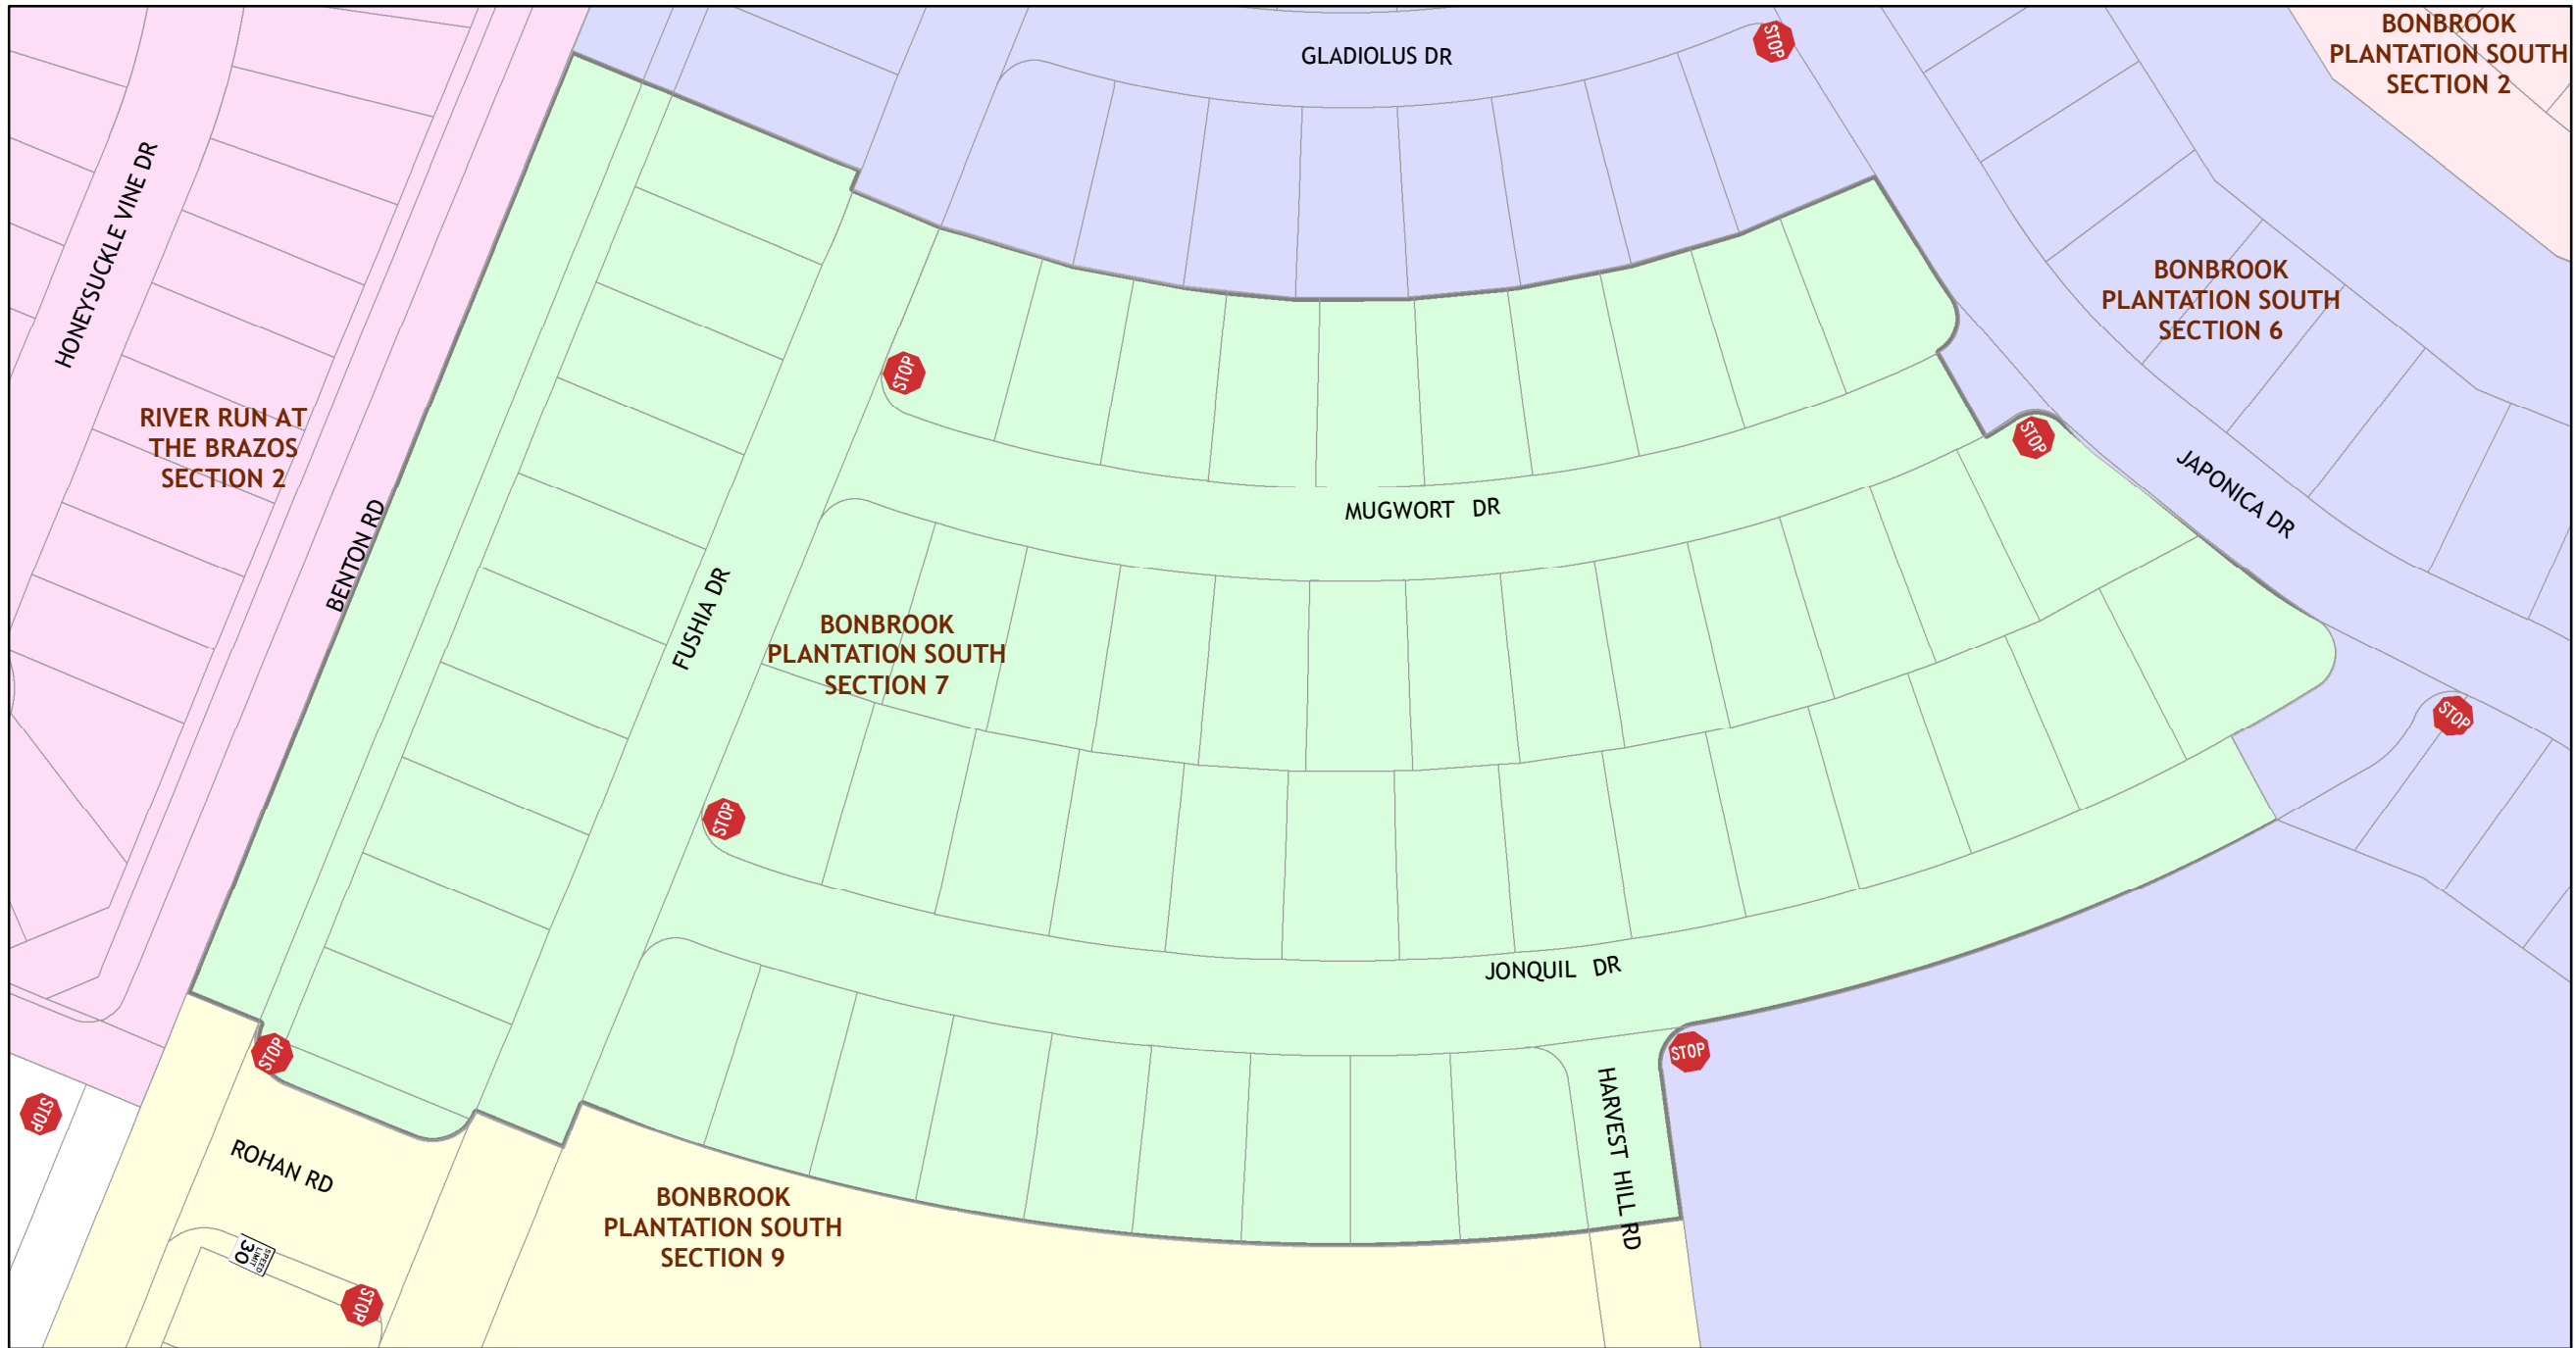 BONBROOK
PLANTATION SOUTH
SECTION 2
GLADIOLUS DR
STOP
HONEYSUCKLE VINE DR
BONBROOK
PLANTATION SOUTH
SECTION 6
STOP
RIVER RUN AT
THE BRAZOS
SECTION 2
STOP
JAPONICA DR
MUGWORT DR
BENTON RD
FUSHIA DR
BONBROOK
PLANTATION SOUTH
SECTION 7
STOP
STOP
JONQUIL DR
STOP
STOP
STOP
HARVEST HILL RD
ROHAN RD
BONBROOK
PLANTATION SOUTH
SECTION 9
SPEED
LIMIT
30
STOP